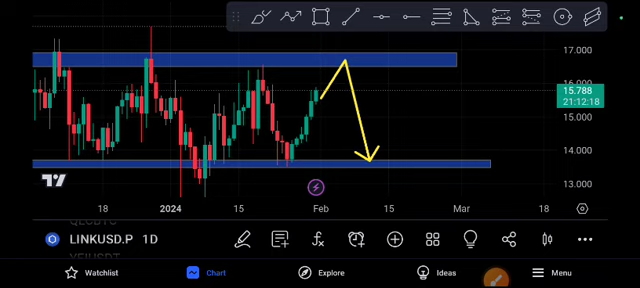 17.000
16.000
15.788
21:12:18
15.000
14.000
13.000
18
2024
15
Feb
15
Mar
18
LINKUSD.P 1D
Watchlist
Chart
Explore
Ideas
Menu